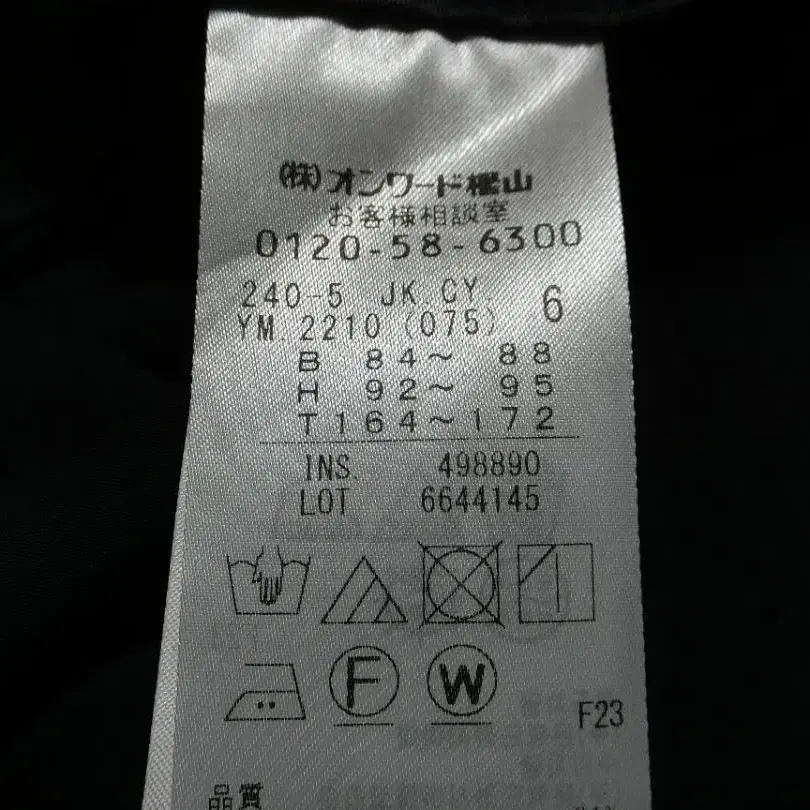 (株)オンワード樫山
お客様相談室
0120-58-6300
240-5 JK.CY. 6
YM.2210 (075)
B 84～88
H 92～95
T164～172
INS. 498890
LOT 6644145
F
W
F23
品質